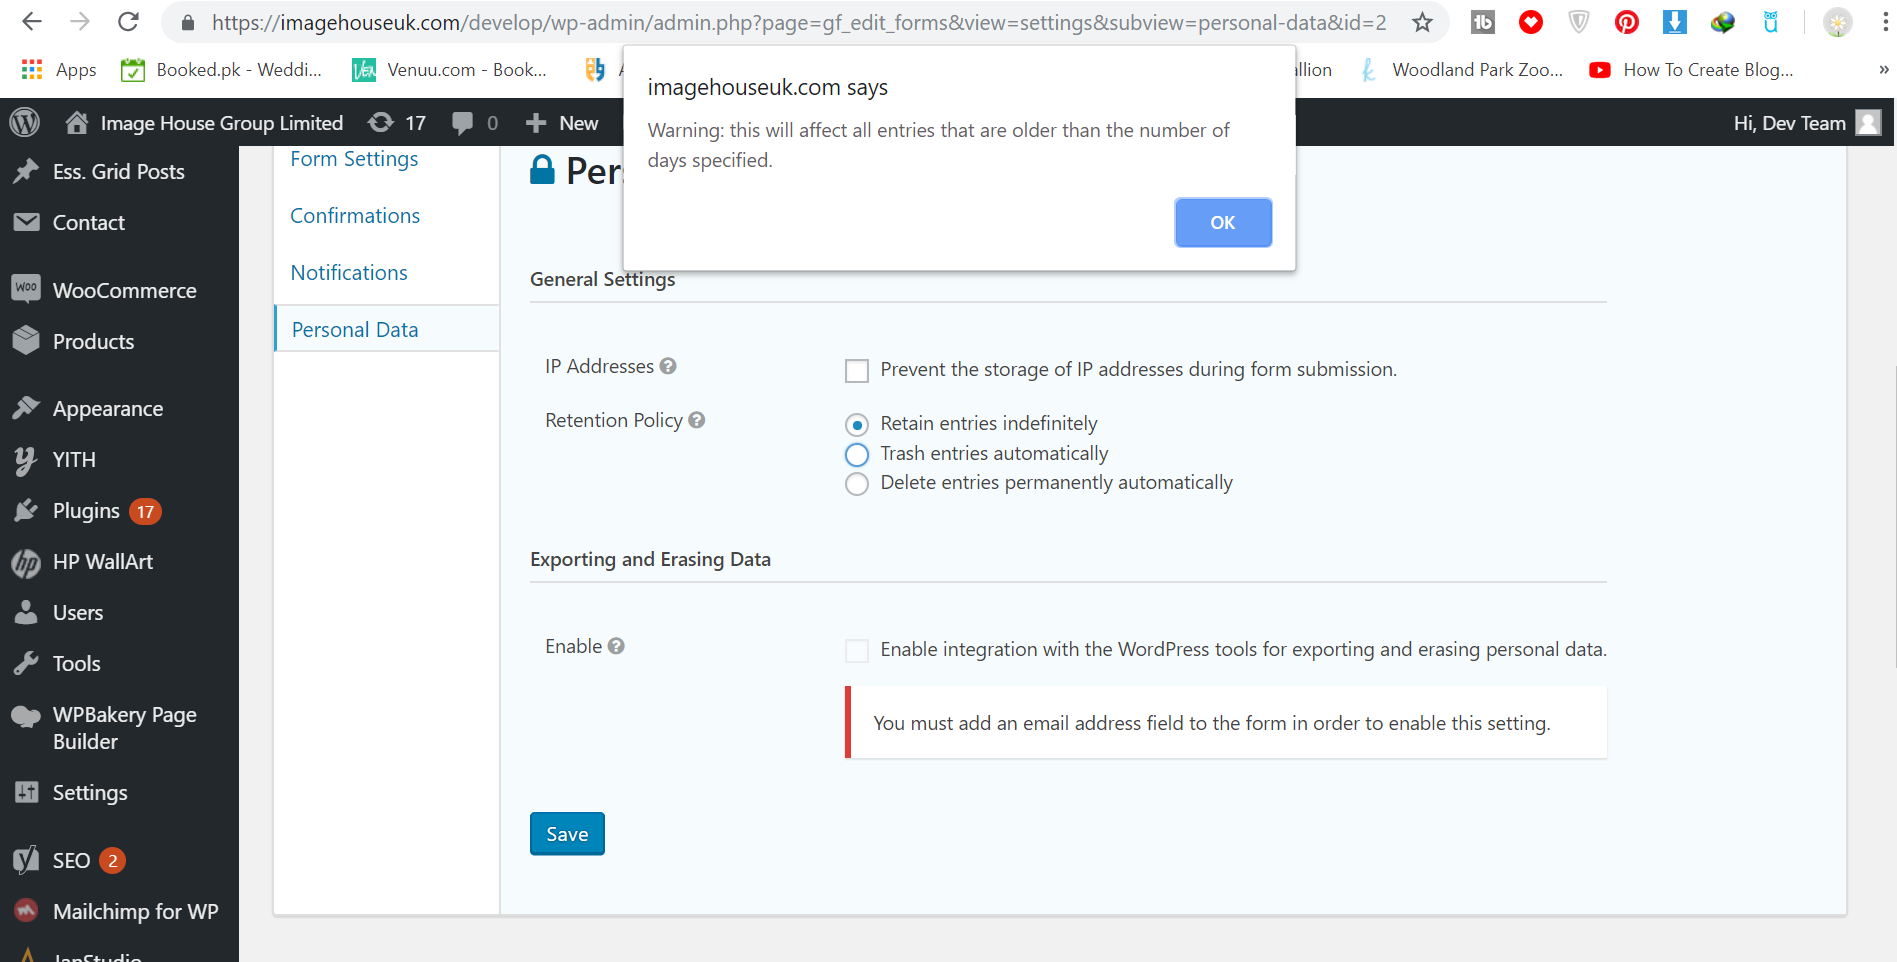 https://imagehouseuk.com/develop/wp-admin/admin.php?page=gf_edit_forms&view=settings&subview=personal-data&id=2
Apps
Booked.pk - Weddi...
Venuu.com - Book...
allion
Woodland Park Zoo...
How To Create Blog...
»
imagehouseuk.com says
Warning: this will affect all entries that are older than the number of
days specified.
OK
Image House Group Limited
17
0
New
Hi, Dev Team
Ess. Grid Posts
Contact
WooCommerce
Products
Appearance
YITH
Plugins 17
HP WallArt
Users
Tools
WPBakery Page
Builder
Settings
SEO 2
Mailchimp for WP
Form Settings
Confirmations
Notifications
Personal Data
Per
General Settings
IP Addresses
Prevent the storage of IP addresses during form submission.
Retention Policy
Retain entries indefinitely
Trash entries automatically
Delete entries permanently automatically
Exporting and Erasing Data
Enable
Enable integration with the WordPress tools for exporting and erasing personal data.
You must add an email address field to the form in order to enable this setting.
Save